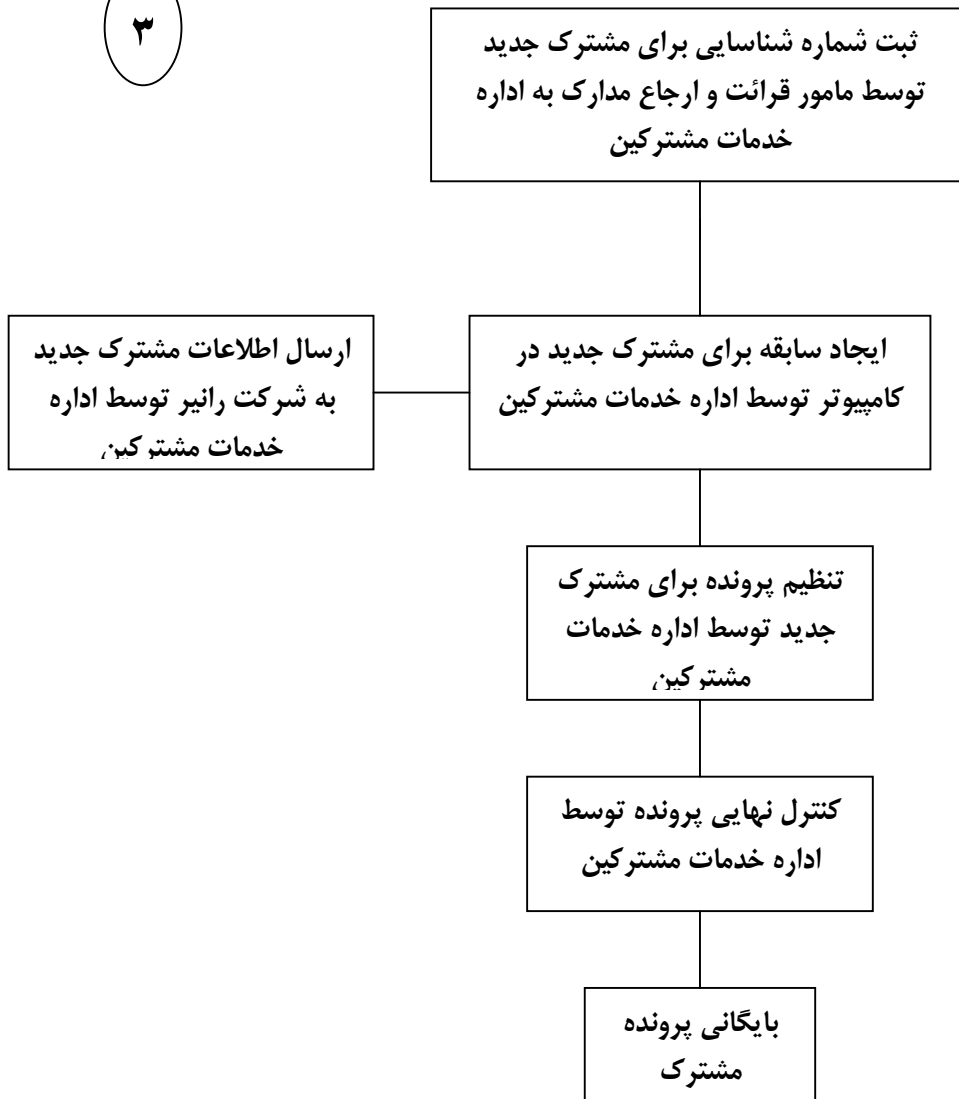 ۳
ثبت شماره شناسایی برای مشترک جدید
توسط مامور قرائت و ارجاع مدارک به اداره
خدمات مشترکین
ایجاد سابقه برای مشترک جدید در
کامپیوتر توسط اداره خدمات مشترکین
ارسال اطلاعات مشترک جدید
به شرکت رانیر توسط اداره
خدمات مشترکین
تنظیم پرونده برای مشترک
جدید توسط اداره خدمات
مشترکین
کنترل نهایی پرونده توسط
اداره خدمات مشترکین
بایگانی پرونده
مشترک